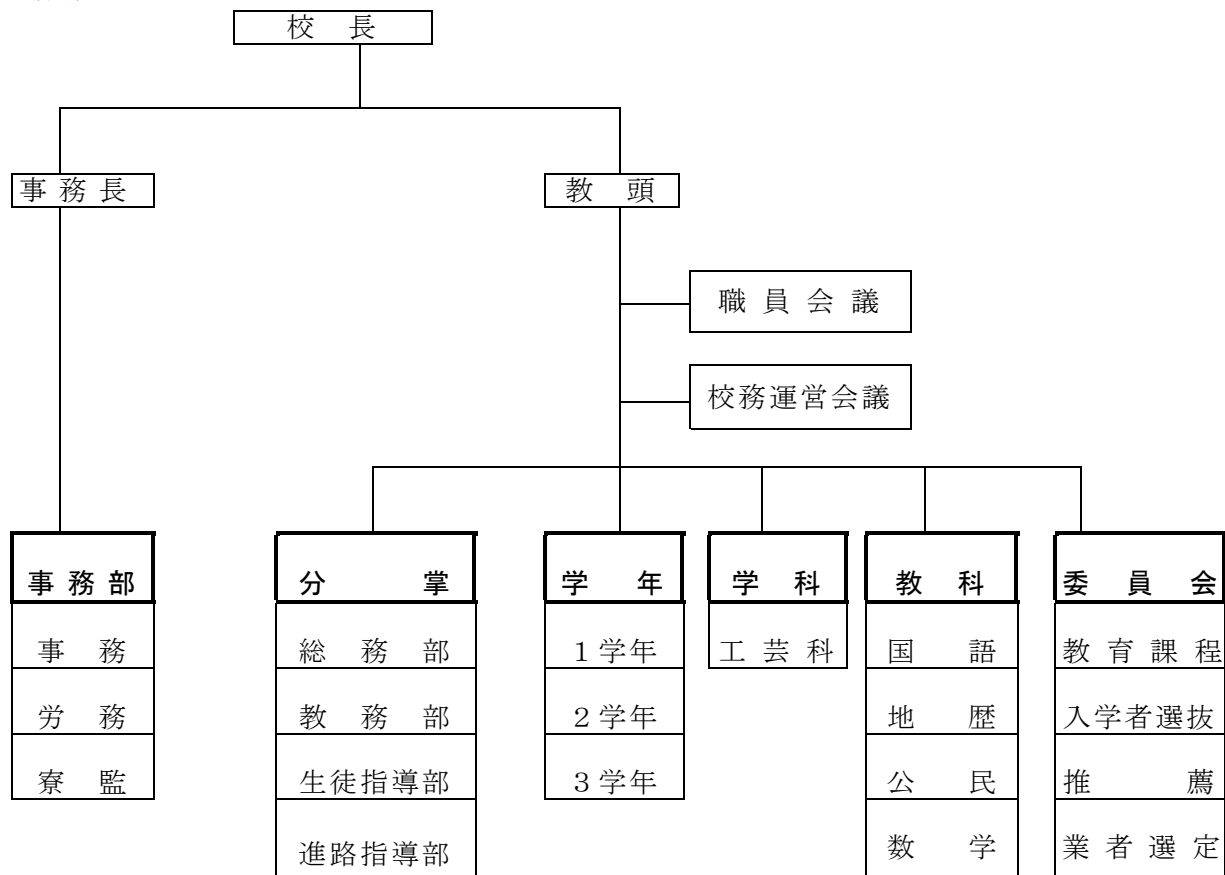 校長
事務長
教頭
職員会議
校務運営会議
事務部
分掌
学年
学科
教科
委員会
事務
総務部
1学年
工芸科
国語
教育課程
労務
教務部
2学年
地歴
入学者選抜
寮監
生徒指導部
3学年
公民
推薦
進路指導部
数学
業者選定